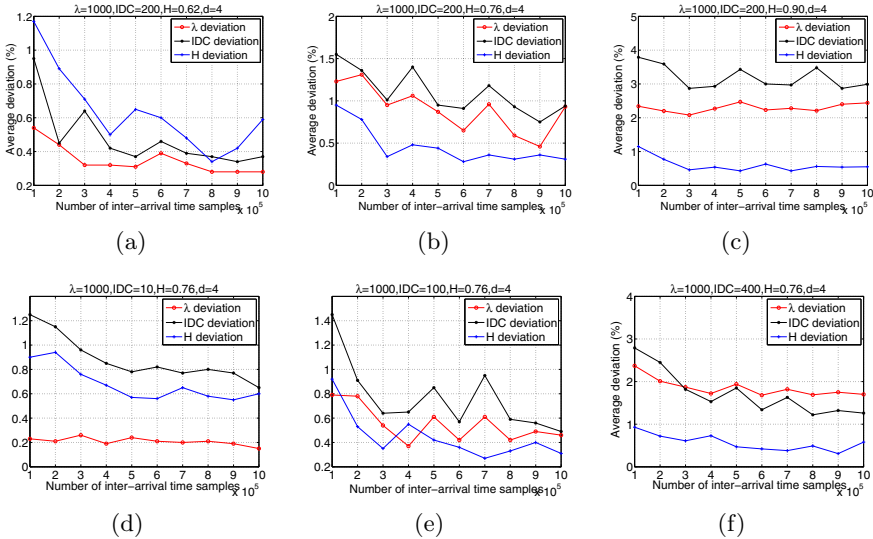 λ=1000,IDC=200,H=0.62,d=4
1.2
1
0.8
0.6
0.4
0.2
Average deviation (%)
λ deviation
IDC deviation
H deviation
1 2 3 4 5 6 7 8 9 10
Number of inter−arrival time samples
x 10^5
(a)
λ=1000,IDC=200,H=0.76,d=4
2
1.5
1
0.5
0
Average deviation (%)
λ deviation
IDC deviation
H deviation
1 2 3 4 5 6 7 8 9 10
Number of inter−arrival time samples
x 10^5
(b)
λ=1000,IDC=200,H=0.90,d=4
5
4
3
2
1
0
Average deviation (%)
λ deviation
IDC deviation
H deviation
1 2 3 4 5 6 7 8 9 10
Number of inter−arrival time samples
x 10^5
(c)
λ=1000,IDC=10,H=0.76,d=4
1.2
1
0.8
0.6
0.4
0.2
0
λ deviation
IDC deviation
H deviation
1 2 3 4 5 6 7 8 9 10
Number of inter−arrival time samples
x 10^5
(d)
λ=1000,IDC=100,H=0.76,d=4
1.4
1.2
1
0.8
0.6
0.4
0.2
λ deviation
IDC deviation
H deviation
1 2 3 4 5 6 7 8 9 10
Number of inter−arrival time samples
x 10^5
(e)
λ=1000,IDC=400,H=0.76,d=4
4
3
2
1
0
Average deviation (%)
λ deviation
IDC deviation
H deviation
1 2 3 4 5 6 7 8 9 10
Number of inter−arrival time samples
x 10^5
(f)